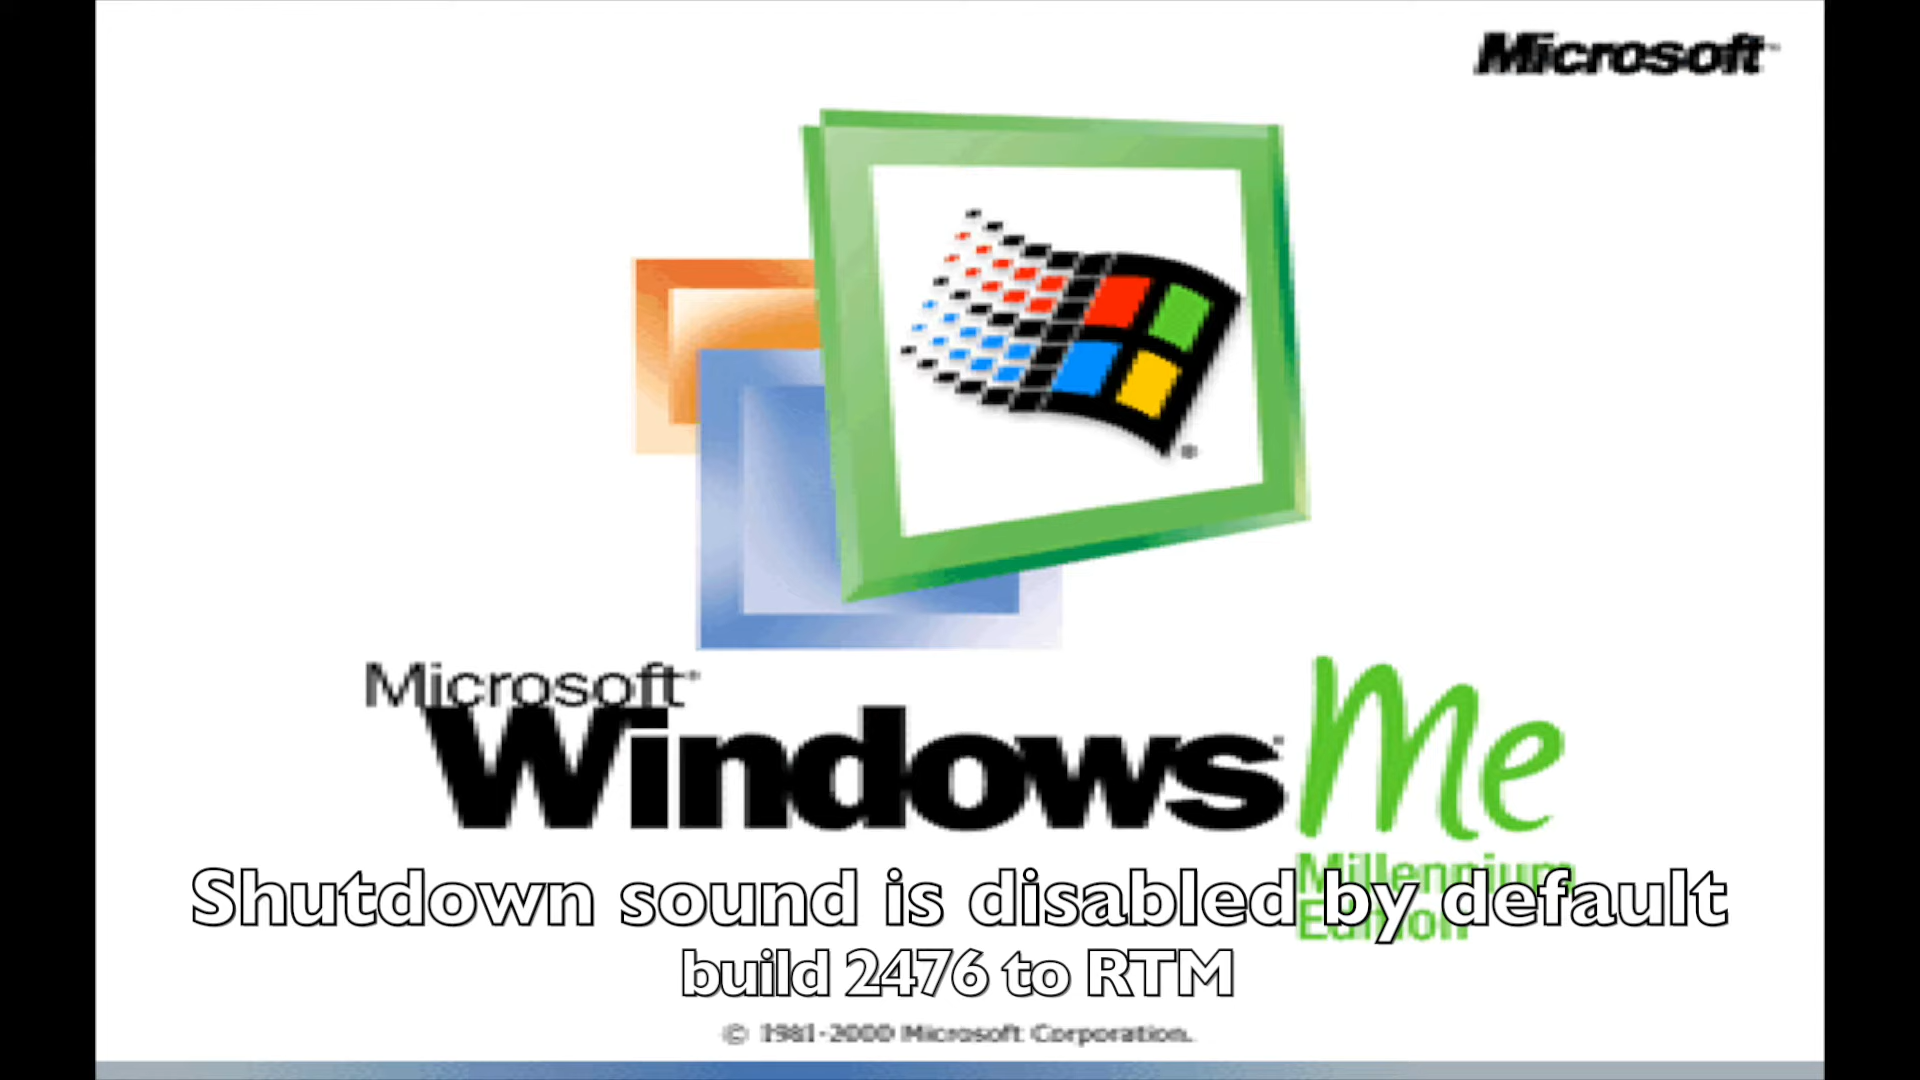 Microsoft
Microsoft
Windows Me
Millennium
Edition
Shutdown sound is disabled by default
build 2476 to RTM
© 1981-2000 Microsoft Corporation.